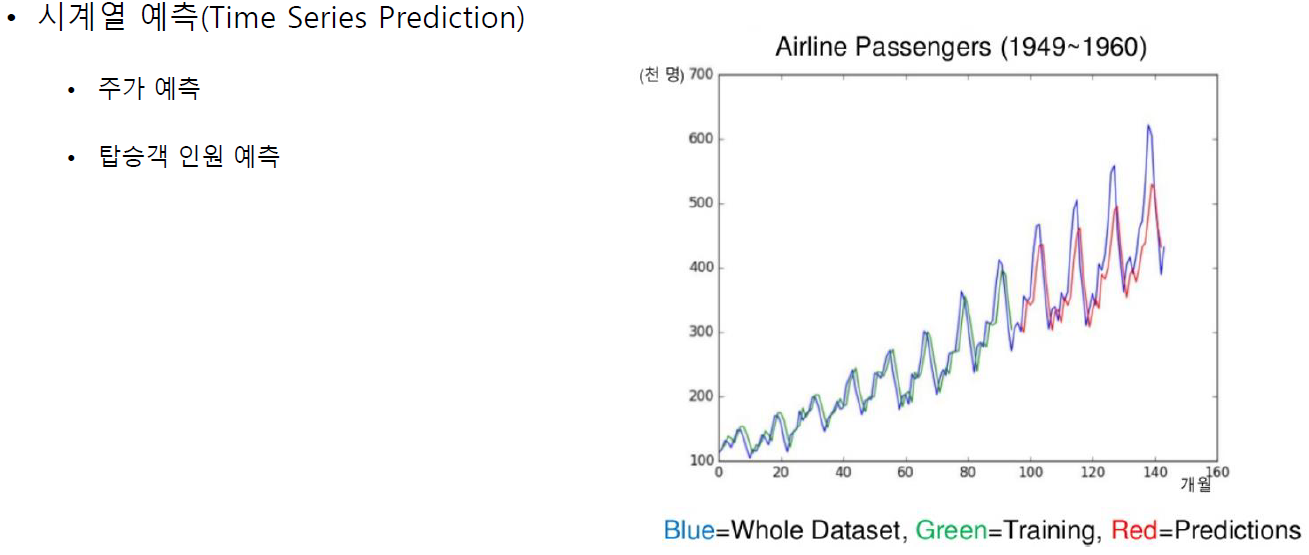 • 시계열 예측(Time Series Prediction)
• 주가 예측
• 탑승객 인원 예측
Airline Passengers (1949~1960)
(천 명)
700
600
500
400
300
200
100
0 20 40 60 80 100 120 140 160
개월
Blue=Whole Dataset, Green=Training, Red=Predictions